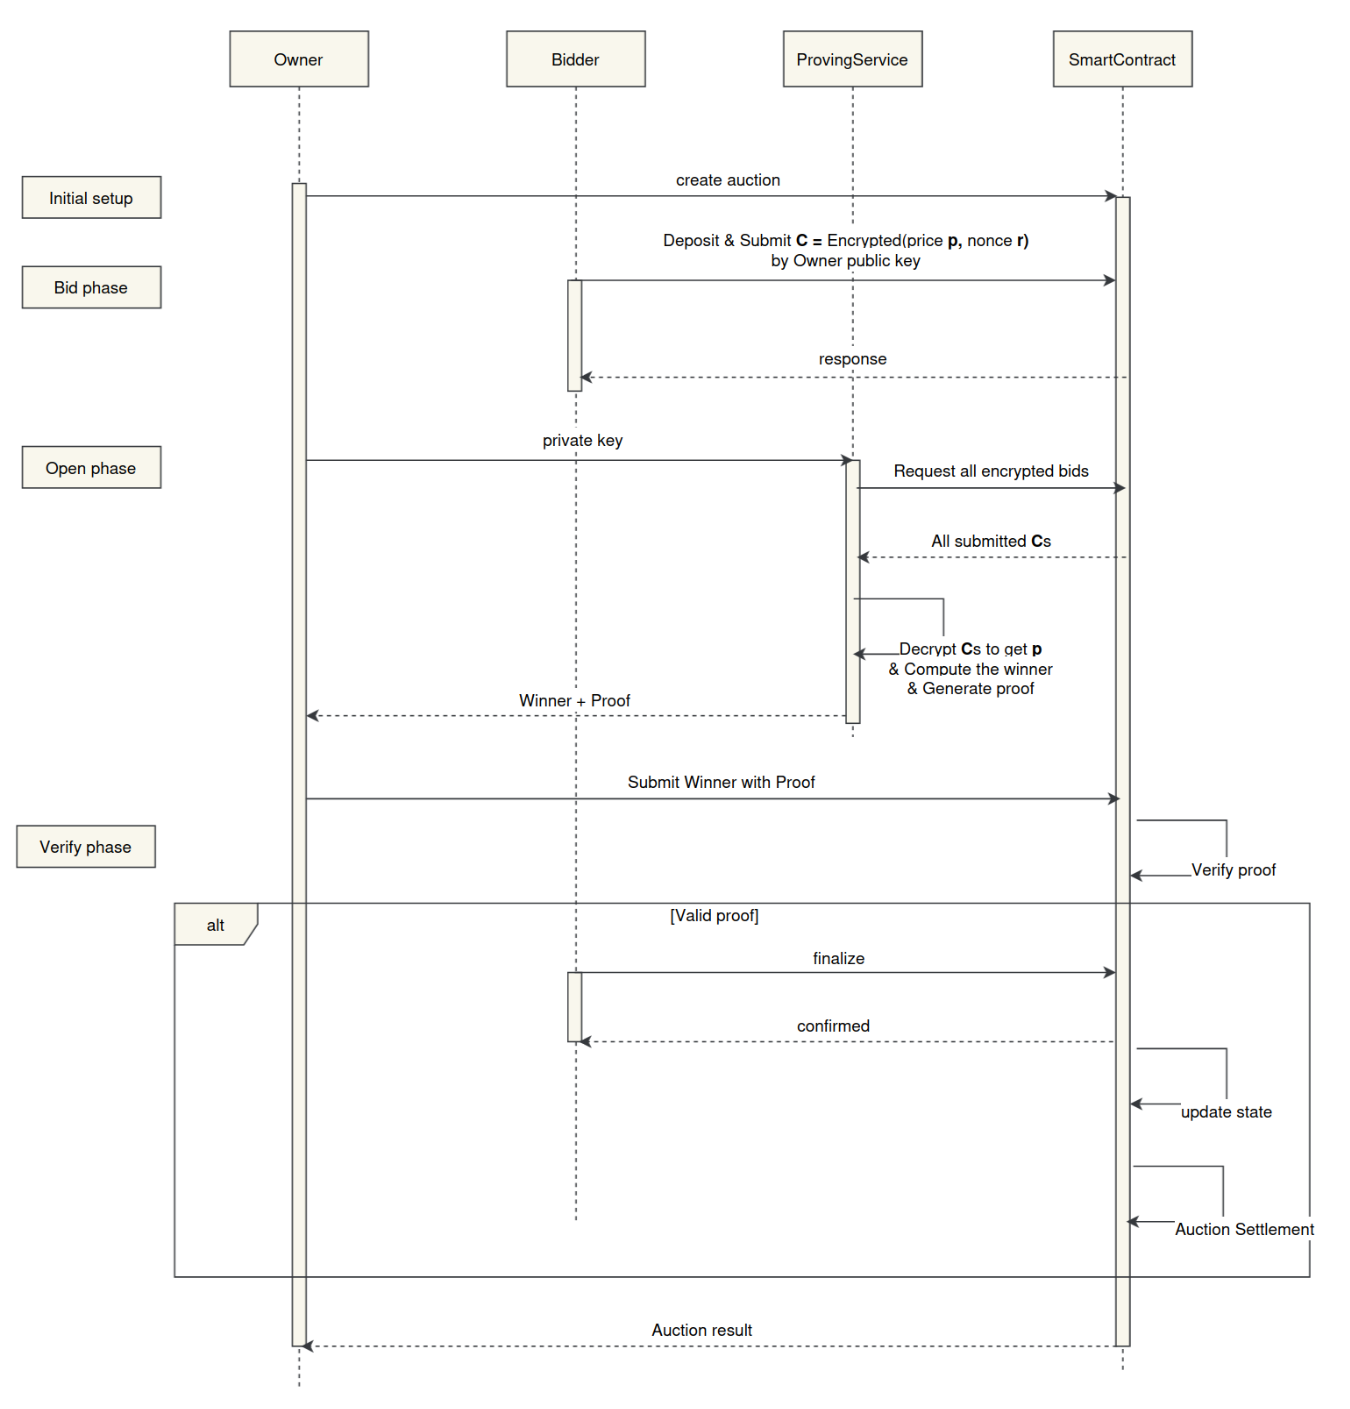 Owner
Bidder
ProvingService
SmartContract
Initial setup
create auction
Deposit & Submit C = Encrypted(price p, nonce r)
by Owner public key
Bid phase
response
private key
Open phase
Request all encrypted bids
All submitted Cs
Decrypt Cs to get p
& Compute the winner
& Generate proof
Winner + Proof
Submit Winner with Proof
Verify phase
Verify proof
alt
[Valid proof]
finalize
confirmed
update state
Auction Settlement
Auction result